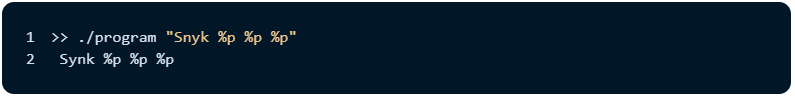 1 >> ./program "Snyk %p %p %p"
2 Synk %p %p %p